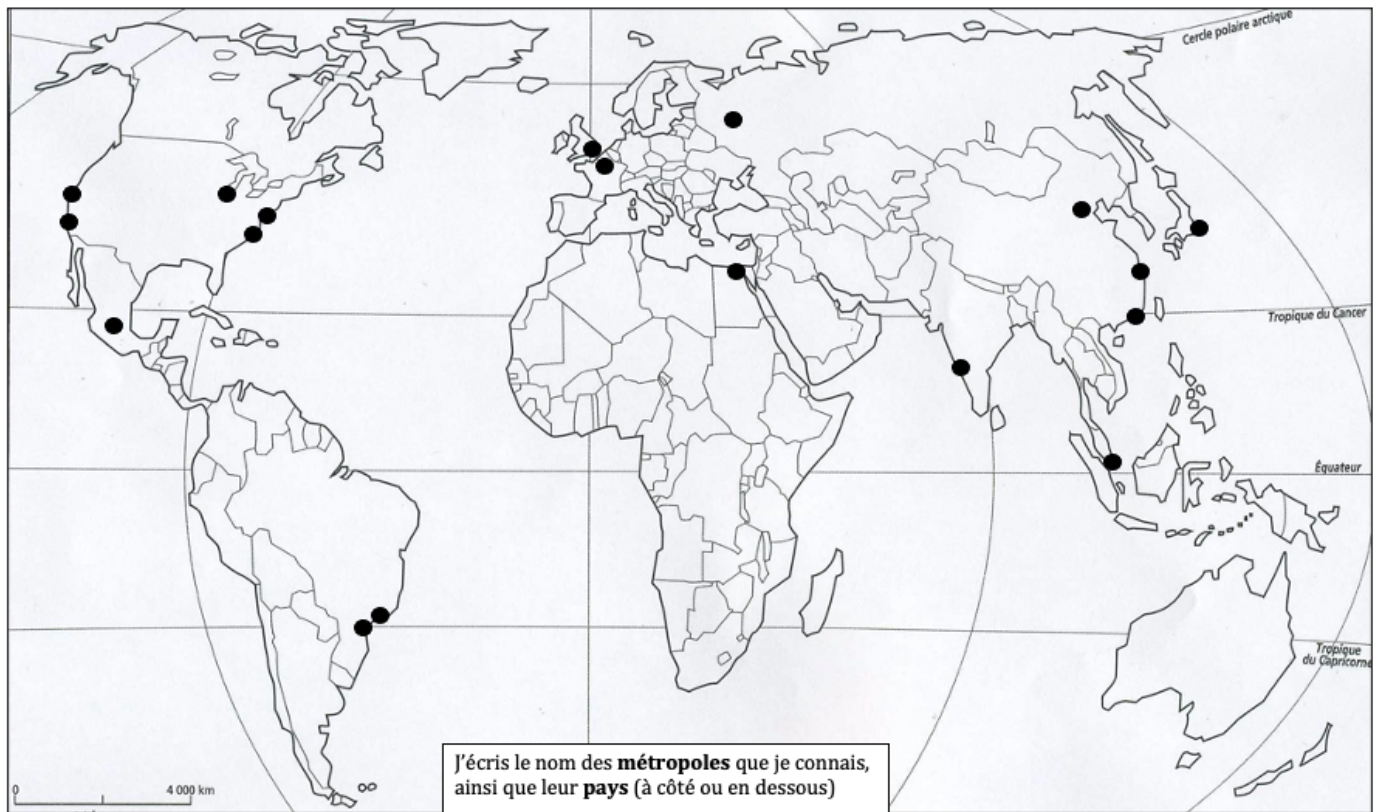 Cercle polaire arctique
Tropique du Cancer
Équateur
Tropique
du Capricorne
J’écris le nom des métropoles que je connais,
ainsi que leur pays (à côté ou en dessous)
0 4 000 km